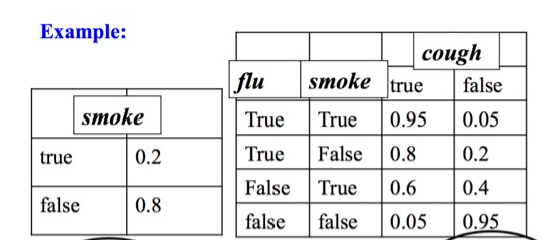 Example:
smoke
true 0.2
false 0.8
cough
flu smoke true false
True True 0.95 0.05
True False 0.8 0.2
False True 0.6 0.4
false false 0.05 0.95